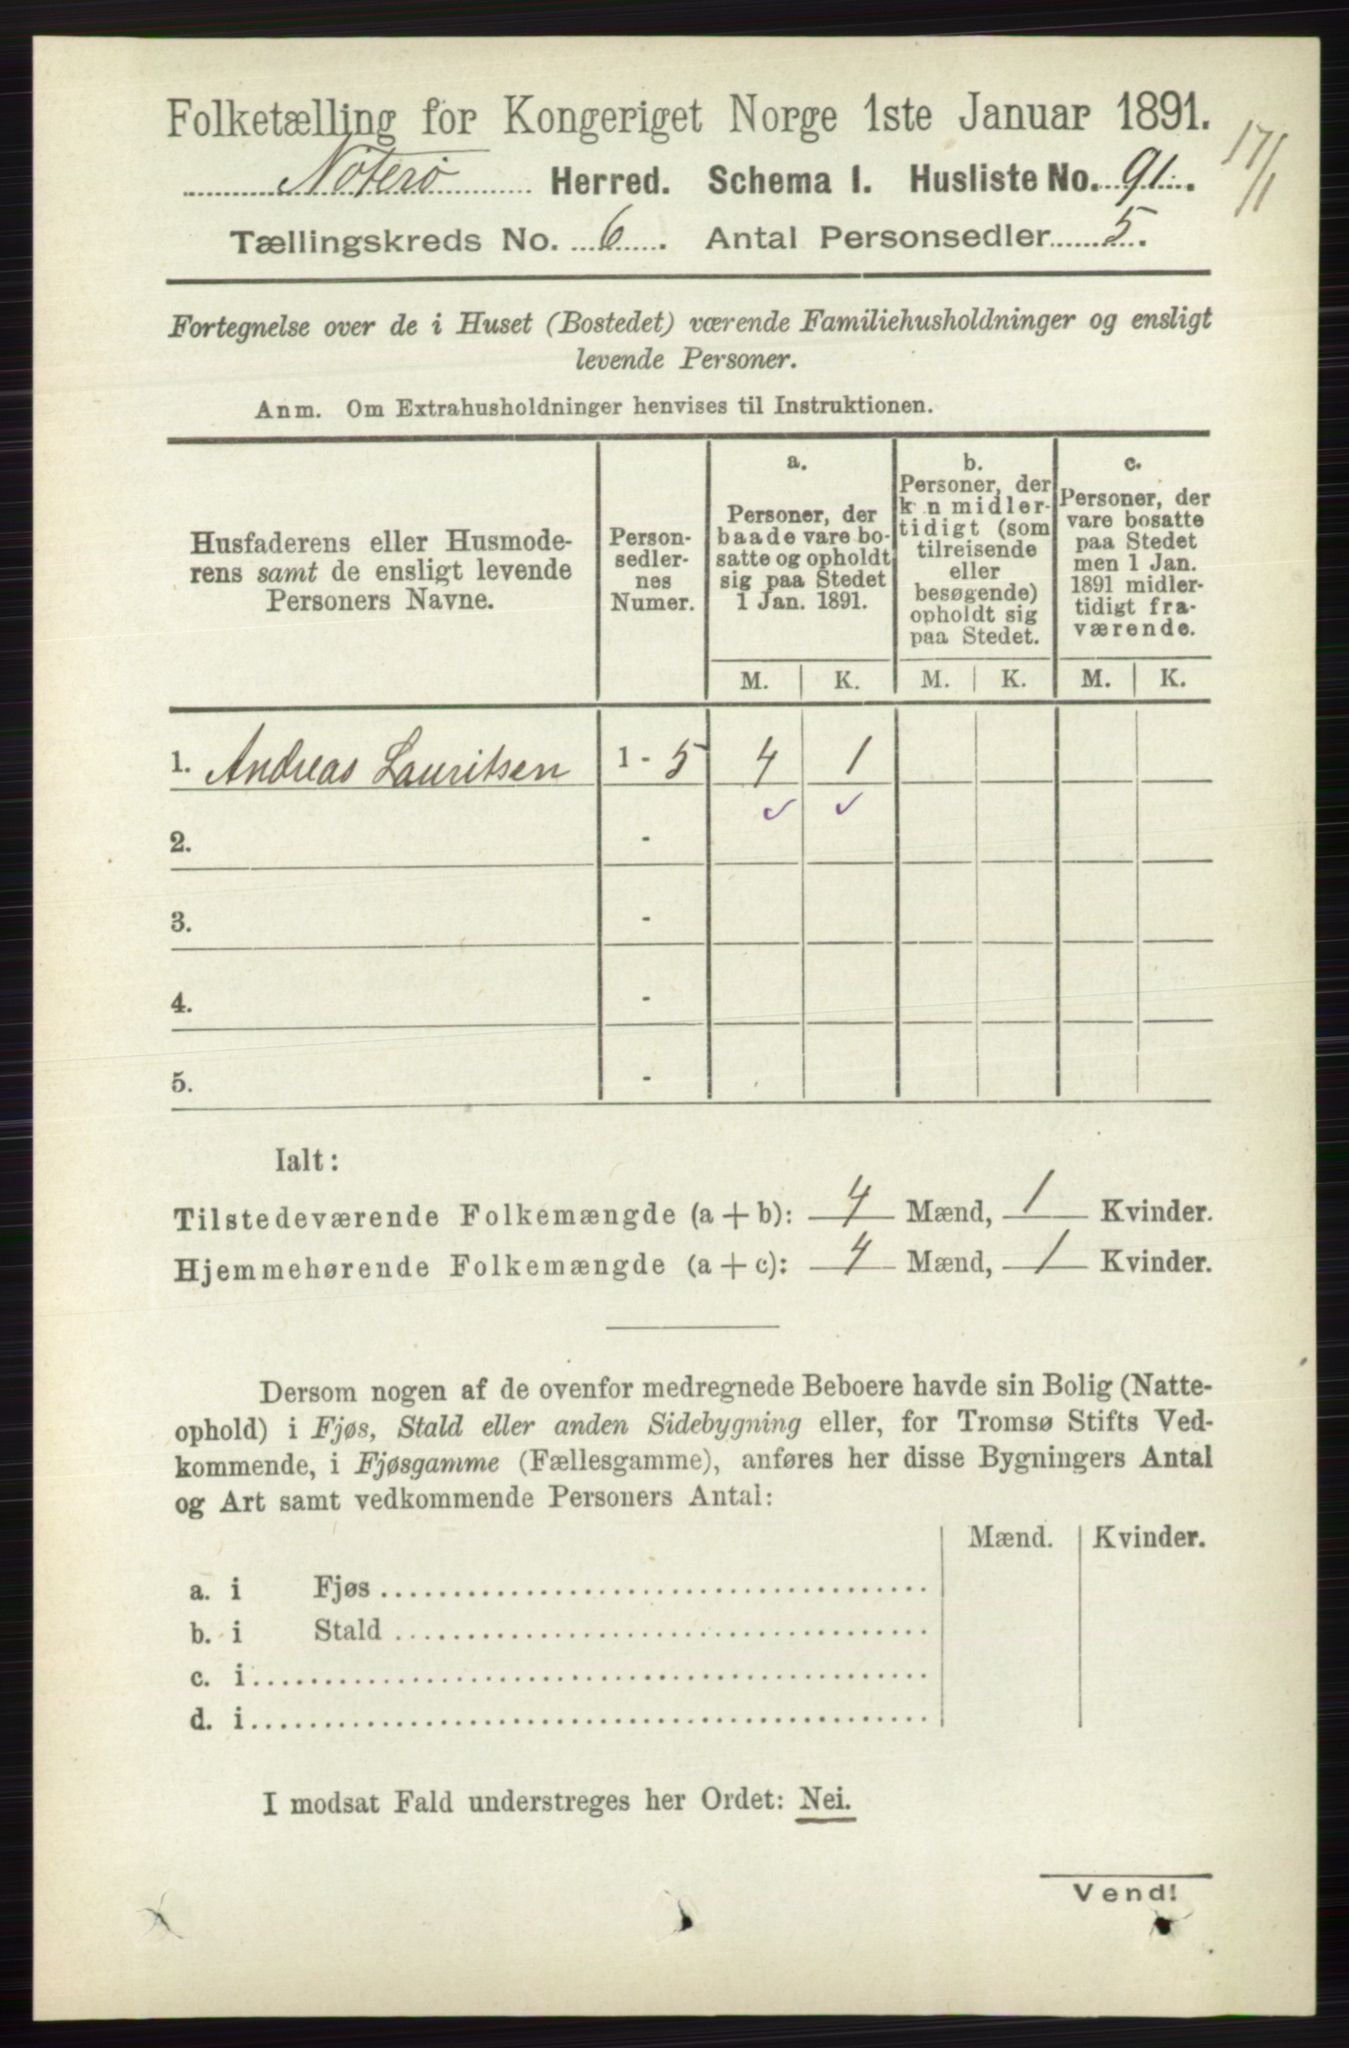 Folketælling for Kongeriget Norge 1ste Januar 1891.
Nøterø Herred. Schema I. Husliste No. 91.
17/1
Tællingskreds No. 6. Antal Personsedler 5.
Fortegnelse over de i Huset (Bostedet) værende Familiehusholdninger og ensligt
levende Personer.
Anm. Om Extrahusholdninger henvises til Instruktionen.
Husfaderens eller Husmode-
rens samt de ensligt levende
Personers Navne.
Person-
sedler-
nes
Numer.
a.
Personer, der
baade vare bo-
satte og opholdt
sig paa Stedet
1 Jan. 1891.
b.
Personer, der
k n midler-
tidigt (som
tilreisende
eller
besøgende)
opholdt sig
paa Stedet.
c.
Personer, der
vare bosatte
paa Stedet
men 1 Jan.
1891 midler-
tidigt fra-
værende.
M. K. M. K. M. K.
1. Andreas Lauritsen 1 - 5 4 1
2. -
3. -
4. -
5. -
Ialt:
Tilstedeværende Folkemængde (a + b): 4 Mænd, 1 Kvinder.
Hjemmehørende Folkemængde (a + c): 4 Mænd, 1 Kvinder.
Dersom nogen af de ovenfor medregnede Beboere havde sin Bolig (Natte-
ophold) i Fjøs, Stald eller anden Sidebygning eller, for Tromsø Stifts Ved-
kommende, i Fjøsgamme (Fællesgamme), anføres her disse Bygningers Antal
og Art samt vedkommende Personers Antal:
Mænd. Kvinder.
a. i Fjøs
b. i Stald
c. i
d. i
I modsat Fald understreges her Ordet: Nei.
Vend!